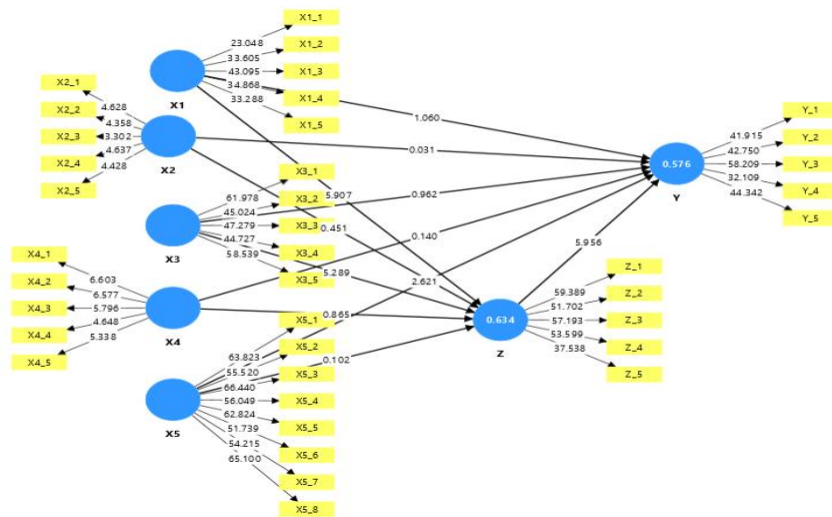 X1_1
23.048
33.605
X1_2
43.095
X1_3
34.868
X1_4
33.288
X1_5
X1
X2_1
4.628
X2_2
4.358
X2_3
3.302
X2_4
4.637
X2_5
4.428
X2
1.060
0.031
X3_1
61.978
X3_2
45.024
47.279
X3_3
44.727
X3_4
58.539
X3_5
X3
5.907
0.962
0.451
0.140
5.289
2.621
0.865
0.102
5.956
X4_1
6.603
X4_2
6.577
X4_3
5.796
X4_4
4.648
X4_5
5.338
X4
X5_1
63.823
X5_2
55.520
X5_3
66.440
56.049
X5_4
62.824
X5_5
51.739
X5_6
54.215
X5_7
65.100
X5_8
X5
0.576
Y
Y_1
41.915
Y_2
42.750
58.209
Y_3
32.109
Y_4
44.342
Y_5
0.634
Z
Z_1
59.389
Z_2
51.702
57.193
Z_3
53.599
Z_4
37.538
Z_5